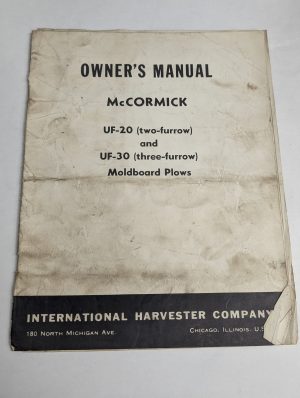 OWNER'S MANUAL
McCORMICK
UF-20 (two-furrow)
and
UF-30 (three-furrow)
Moldboard Plows
INTERNATIONAL HARVESTER COMPANY
180 NORTH MICHIGAN AVE. CHICAGO, ILLINOIS, U.S